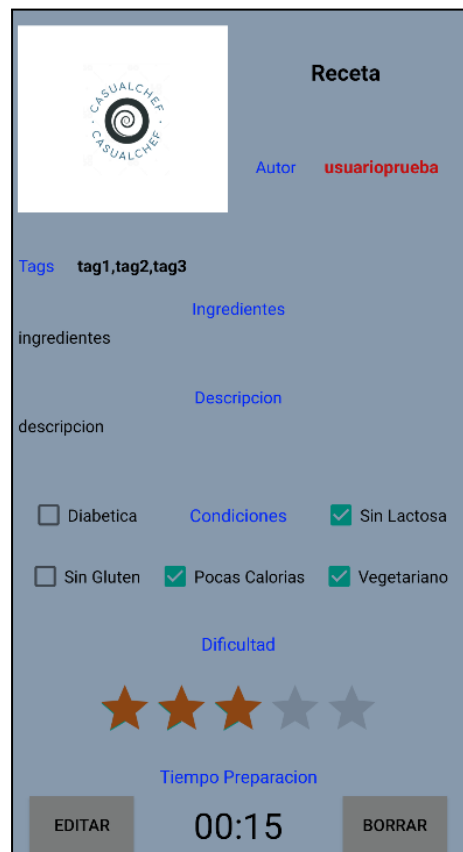 CASUALCHEF
CASUALCHEF
Receta
Autor usuarioprueba
Tags tag1,tag2,tag3
Ingredientes
ingredientes
Descripcion
descripcion
Diabetica Condiciones Sin Lactosa
Sin Gluten Pocas Calorias Vegetariano
Dificultad
Tiempo Preparacion
EDITAR 00:15 BORRAR